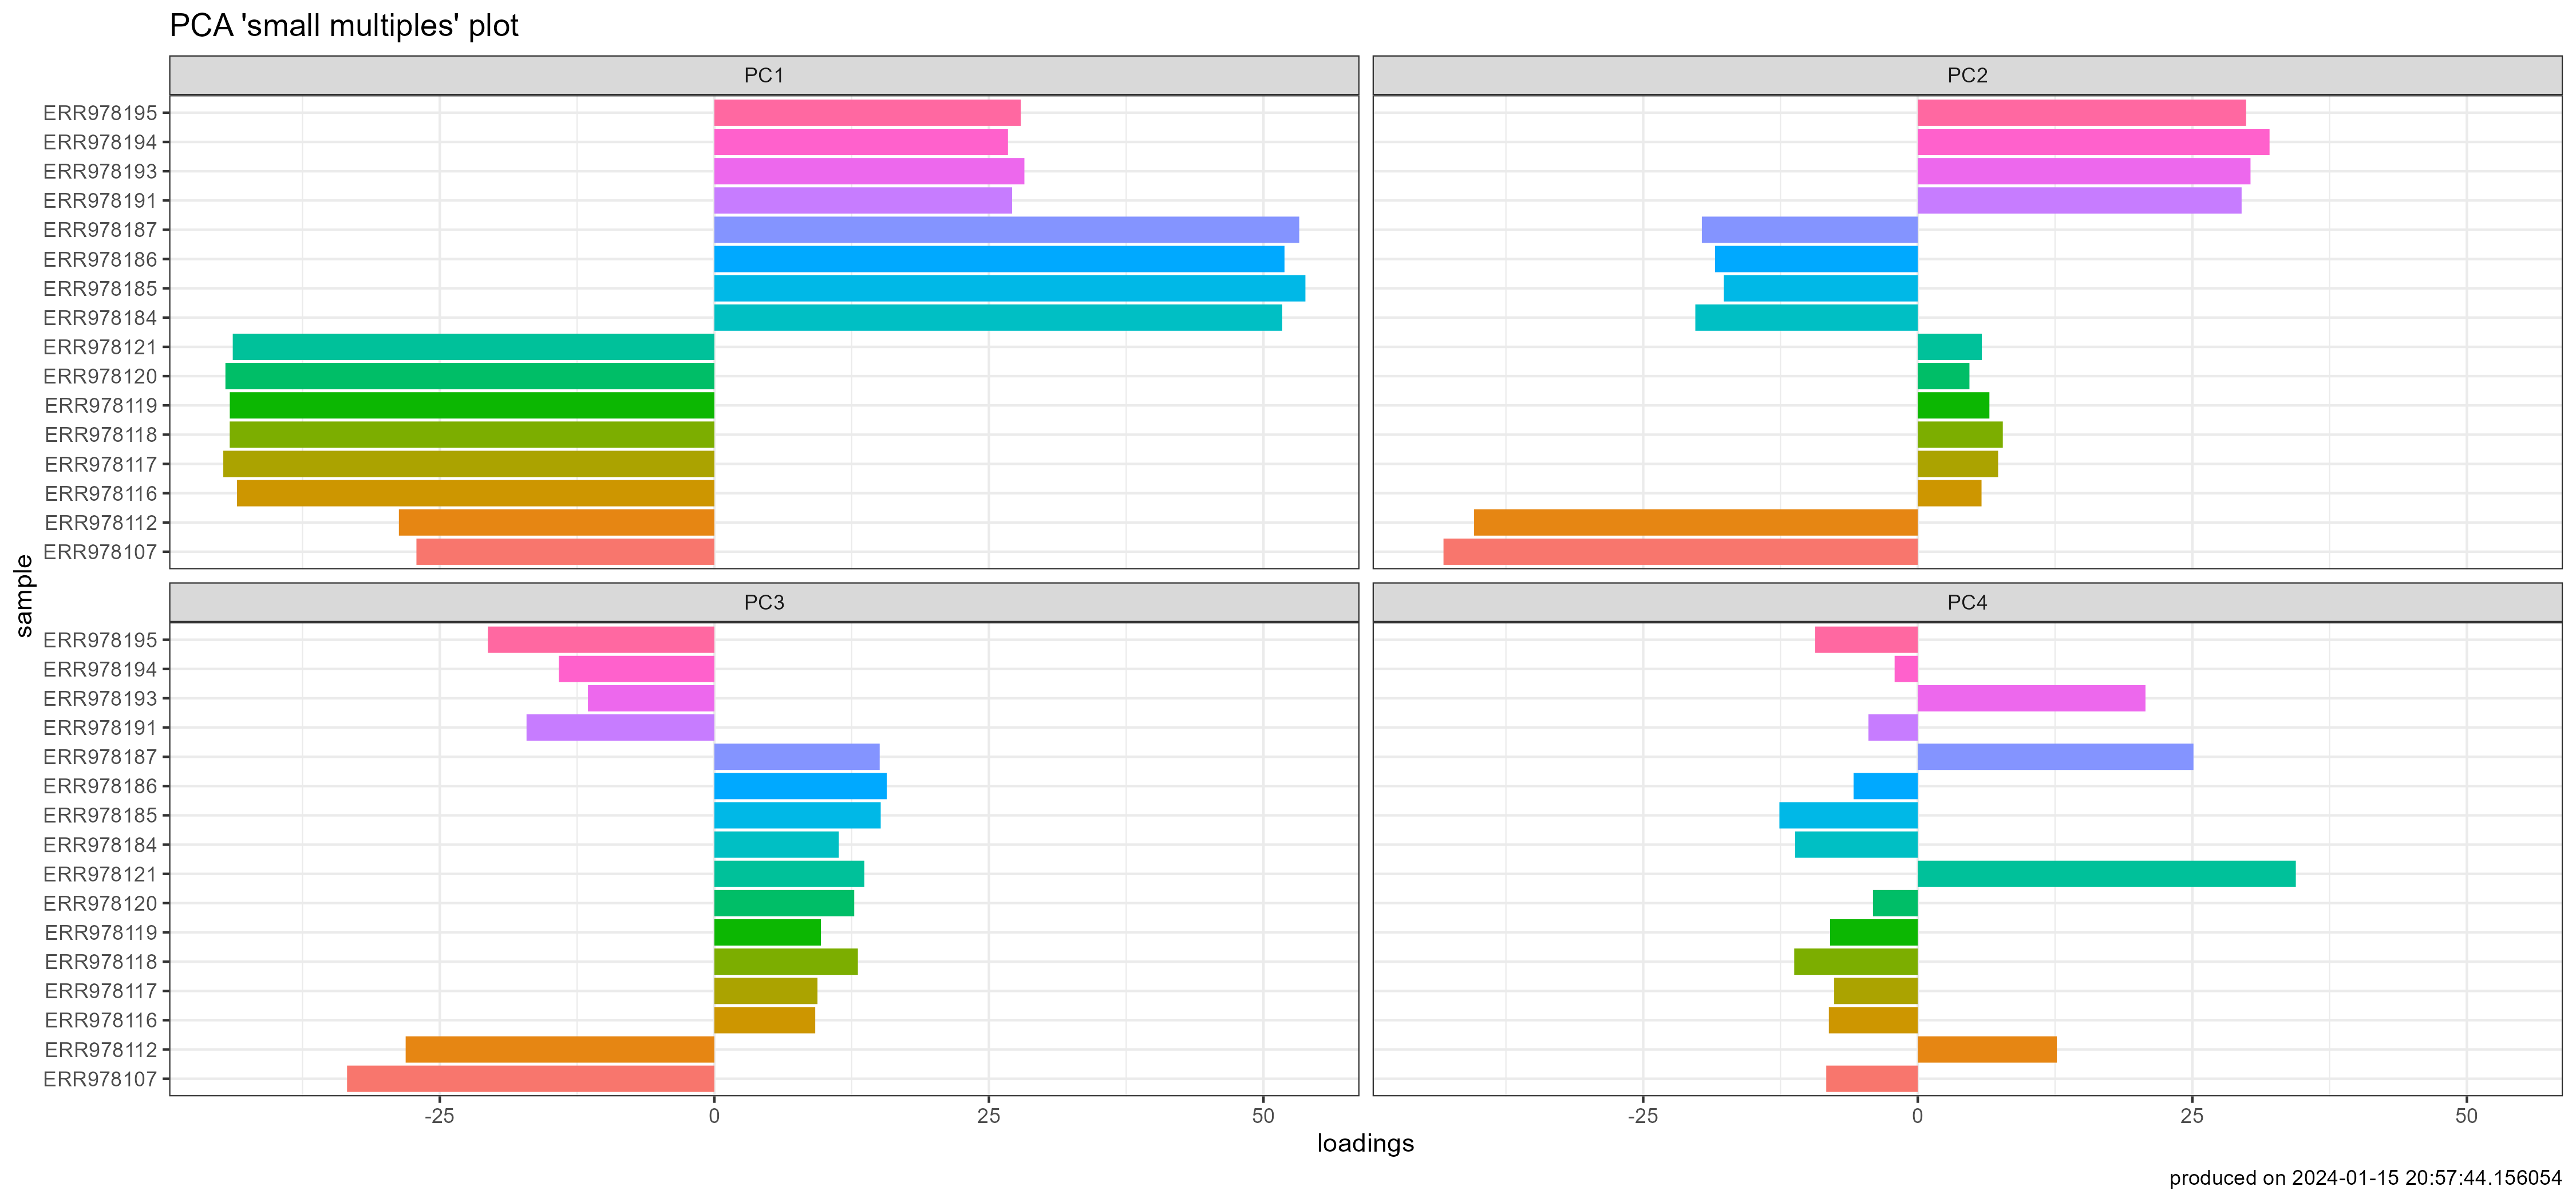 PCA 'small multiples' plot
PC1
PC2
ERR978195
ERR978194
ERR978193
ERR978191
ERR978187
ERR978186
ERR978185
ERR978184
ERR978121
ERR978120
ERR978119
ERR978118
ERR978117
ERR978116
ERR978112
ERR978107
sample
PC3
PC4
ERR978195
ERR978194
ERR978193
ERR978191
ERR978187
ERR978186
ERR978185
ERR978184
ERR978121
ERR978120
ERR978119
ERR978118
ERR978117
ERR978116
ERR978112
ERR978107
-25 0 25 50
-25 0 25 50
loadings
produced on 2024-01-15 20:57:44.156054